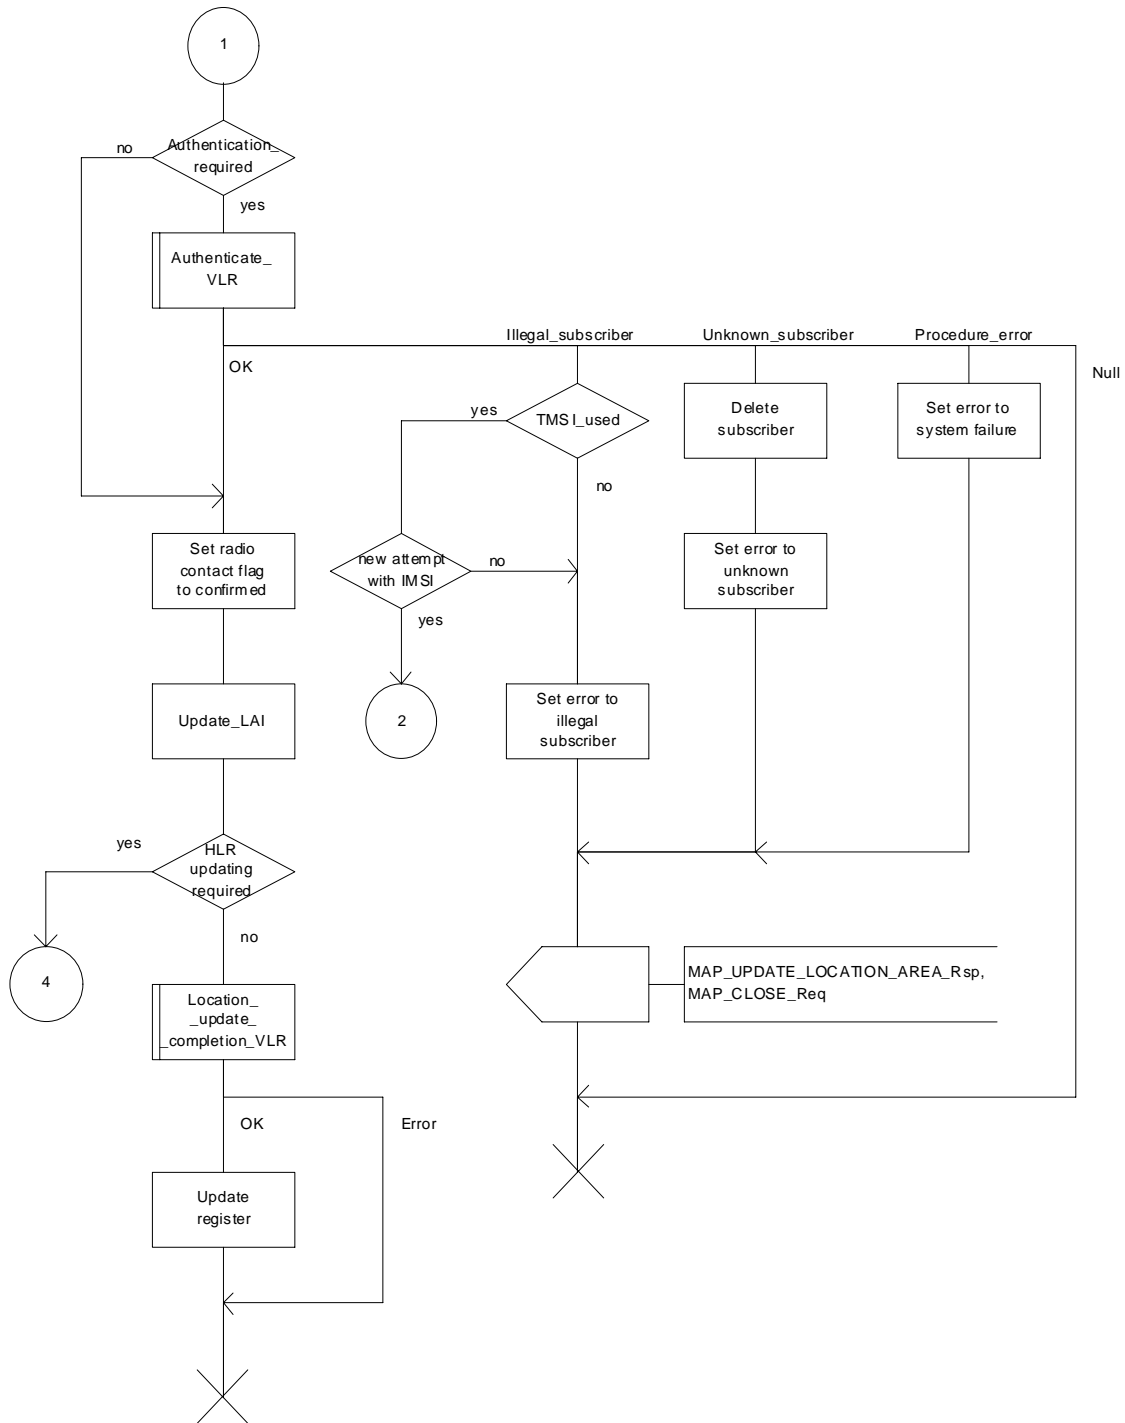 1
no
Authentication_
required
yes
Authenticate_
VLR
Illegal_subscriber
Unknown_subscriber
Procedure_error
OK
Null
yes
TMSI_used
no
Delete
subscriber
Set error to
system failure
Set radio
contact flag
to confirmed
new attempt
with IMSI
no
yes
Set error to
unknown
subscriber
Update_LAI
2
Set error to
illegal
subscriber
yes
HLR
updating
required
no
4
MAP_UPDATE_LOCATION_AREA_Rsp,
MAP_CLOSE_Req
Location_
_update_
_completion_VLR
OK
Error
Update
register